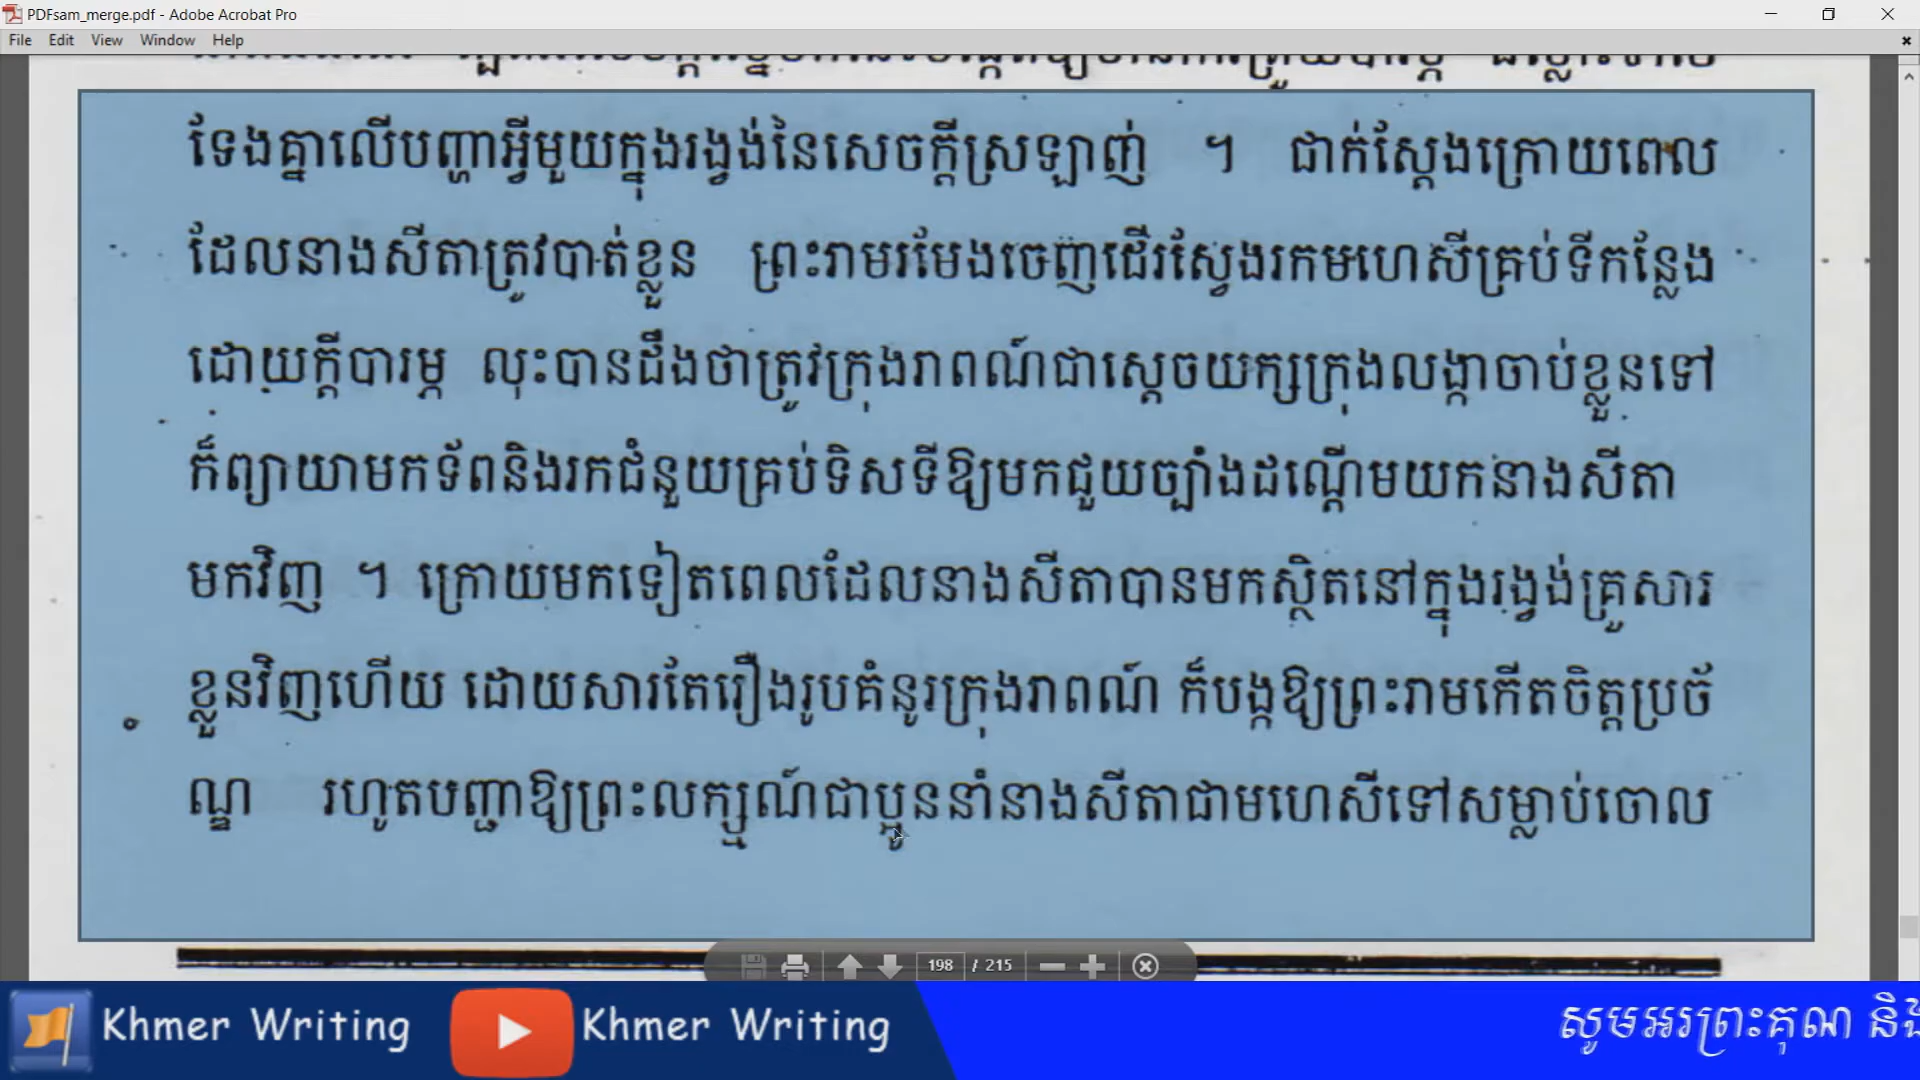 PDFsam_merge.pdf - Adobe Acrobat Pro
File Edit View Window Help
ទែងគ្នាលើបញ្ហាអ្វីមួយក្នុងរង្វង់នៃសេចក្ដីស្រឡាញ់ ។ ជាក់ស្ដែងក្រោយពេល
ដែលនាងសីតាត្រូវបាត់ខ្លួន ព្រះរាមរមែងចេញដើរស្វែងរកមហេសីគ្រប់ទីកន្លែង
ដោយក្ដីបារម្ភ លុះបានដឹងថាត្រូវក្រុងរាពណ៍ជាស្ដេចយក្សក្រុងលង្កាចាប់ខ្លួនទៅ
ក៏ព្យាយាមកទ័ពនិងរកជំនួយគ្រប់ទិសទីឱ្យមកជួយច្បាំងដណ្ដើមយកនាងសីតា
មកវិញ ។ ក្រោយមកទៀតពេលដែលនាងសីតាបានមកស្ថិតនៅក្នុងរង្វង់គ្រួសារ
ខ្លួនវិញហើយ ដោយសារតែរឿងរូបគំនូរក្រុងរាពណ៍ ក៏បង្កឱ្យព្រះរាមកើតចិត្តប្រច័
ណ្ឌ រហូតបញ្ជាឱ្យព្រះលក្ស្មណ៍ជាប្អូននាំនាងសីតាជាមហេសីទៅសម្លាប់ចោល
198 / 215
Khmer Writing Khmer Writing សូមអរព្រះគុណ និង